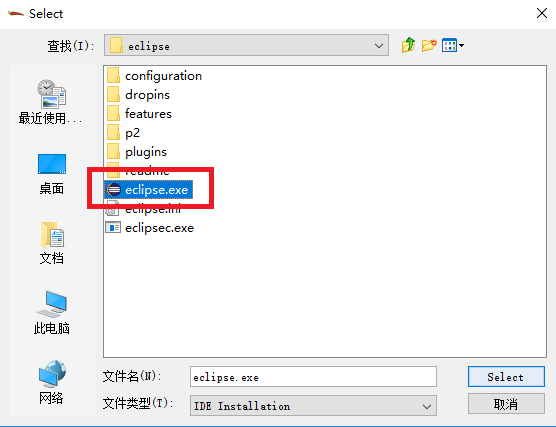 Select
查找(I):
eclipse
configuration
dropins
features
p2
plugins
readme
eclipse.exe
eclipse.ini
eclipsec.exe
最近使用...
桌面
文档
此电脑
网络
文件名(N):
eclipse.exe
Select
文件类型(T):
IDE Installation
取消